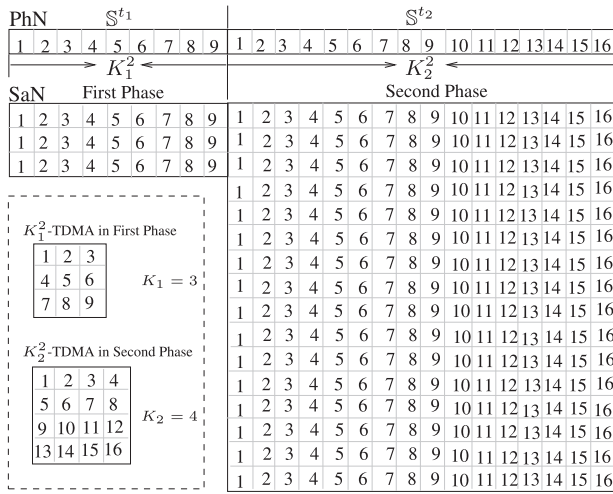 PhN 𝕊^{t_1} 𝕊^{t_2}
1 2 3 4 5 6 7 8 9 1 2 3 4 5 6 7 8 9 10 11 12 13 14 15 16
K_1^2 K_2^2
SaN First Phase Second Phase
1 2 3 4 5 6 7 8 9 1 2 3 4 5 6 7 8 9 10 11 12 13 14 15 16
1 2 3 4 5 6 7 8 9 1 2 3 4 5 6 7 8 9 10 11 12 13 14 15 16
1 2 3 4 5 6 7 8 9 1 2 3 4 5 6 7 8 9 10 11 12 13 14 15 16
1 2 3 4 5 6 7 8 9 10 11 12 13 14 15 16
1 2 3 4 5 6 7 8 9 10 11 12 13 14 15 16
1 2 3 4 5 6 7 8 9 10 11 12 13 14 15 16
1 2 3 4 5 6 7 8 9 10 11 12 13 14 15 16
1 2 3 4 5 6 7 8 9 10 11 12 13 14 15 16
1 2 3 4 5 6 7 8 9 10 11 12 13 14 15 16
1 2 3 4 5 6 7 8 9 10 11 12 13 14 15 16
1 2 3 4 5 6 7 8 9 10 11 12 13 14 15 16
1 2 3 4 5 6 7 8 9 10 11 12 13 14 15 16
1 2 3 4 5 6 7 8 9 10 11 12 13 14 15 16
1 2 3 4 5 6 7 8 9 10 11 12 13 14 15 16
1 2 3 4 5 6 7 8 9 10 11 12 13 14 15 16
1 2 3 4 5 6 7 8 9 10 11 12 13 14 15 16
K_1^2-TDMA in First Phase
1 2 3
4 5 6 K_1 = 3
7 8 9
K_2^2-TDMA in Second Phase
1 2 3 4
5 6 7 8
9 10 11 12 K_2 = 4
13 14 15 16